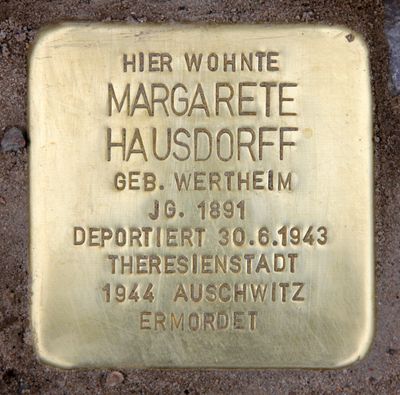 HIER WOHNTE
MARGARETE
HAUSDORFF
GEB. WERTHEIM
JG. 1891
DEPORTIERT 30.6.1943
THERESIENSTADT
1944 AUSCHWITZ
ERMORDET